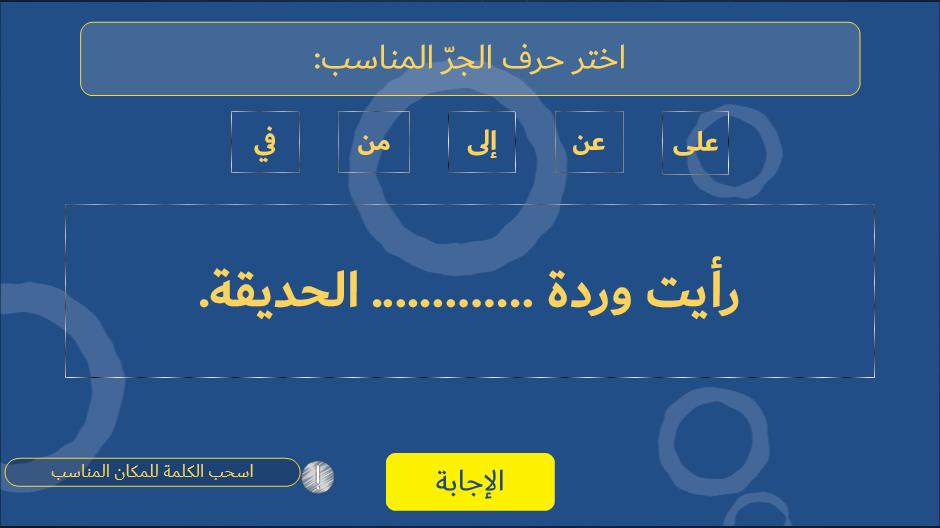 اختر حرف الجرّ المناسب:
على عن إلى من في
رأيت وردة ............. الحديقة.
اسحب الكلمة للمكان المناسب !
الإجابة